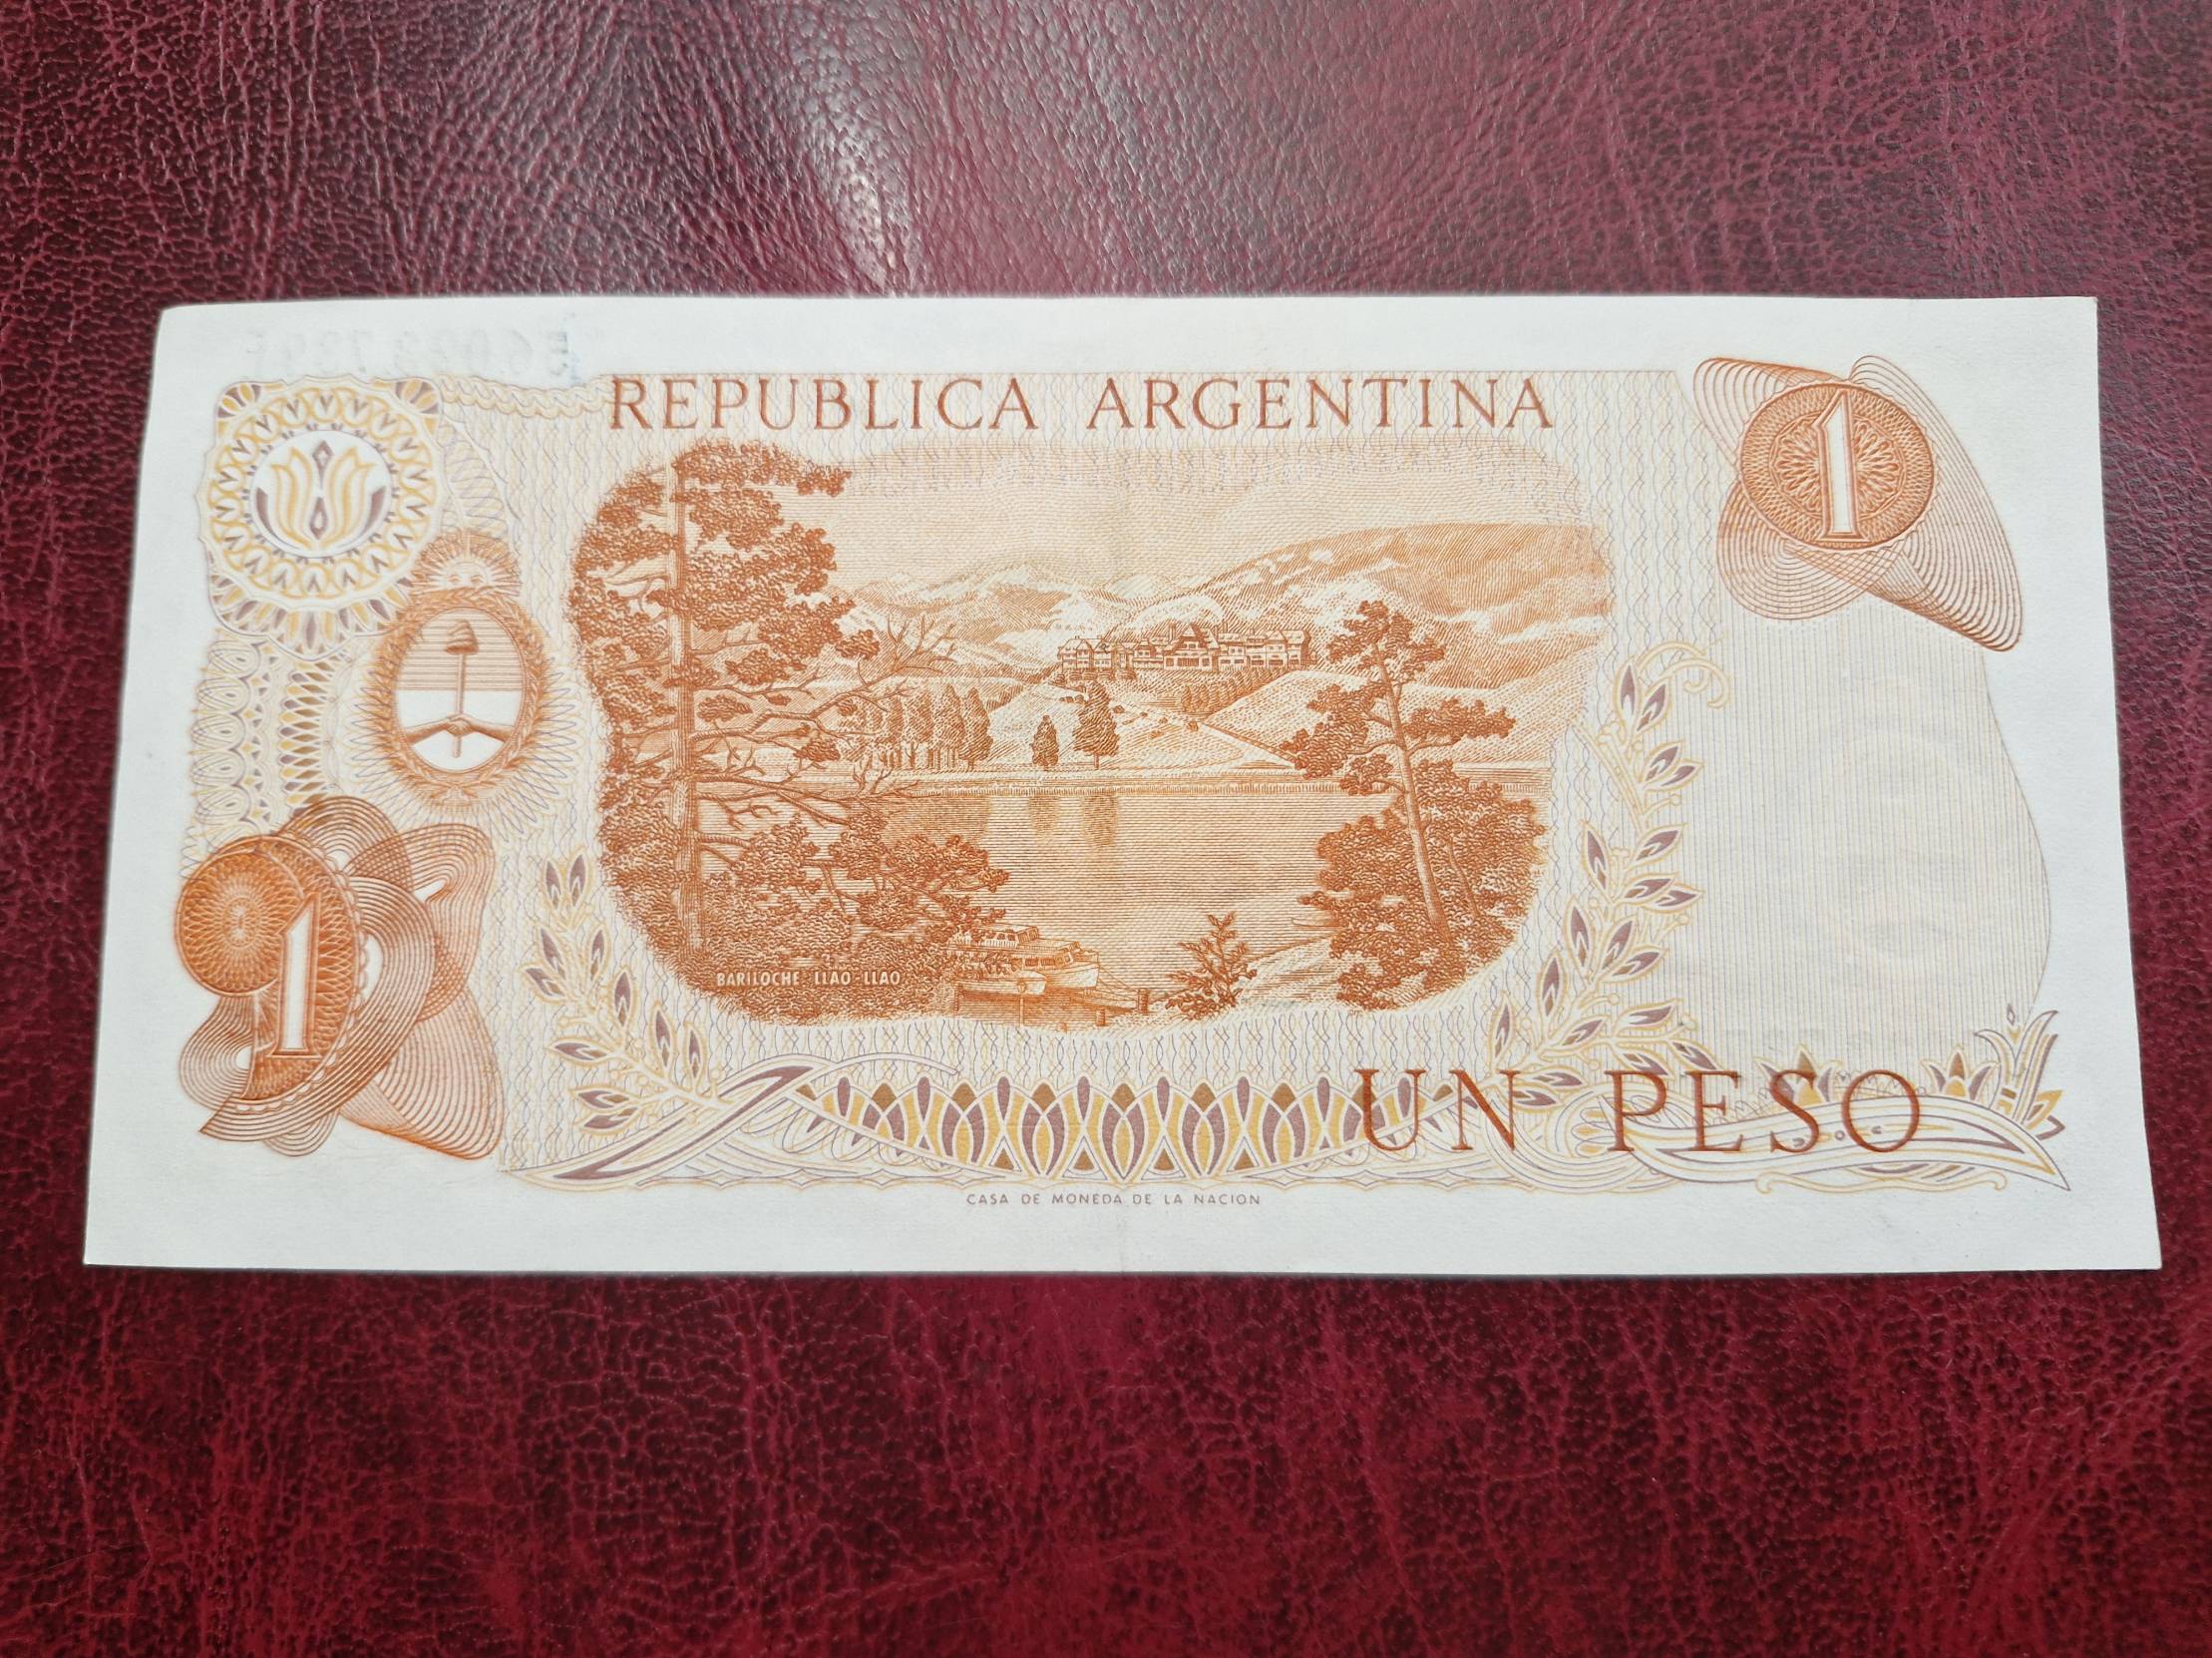 REPUBLICA ARGENTINA
1
1
BARILOCHE-LLAO-LLAO
UN PESO
CASA DE MONEDA DE LA NACION